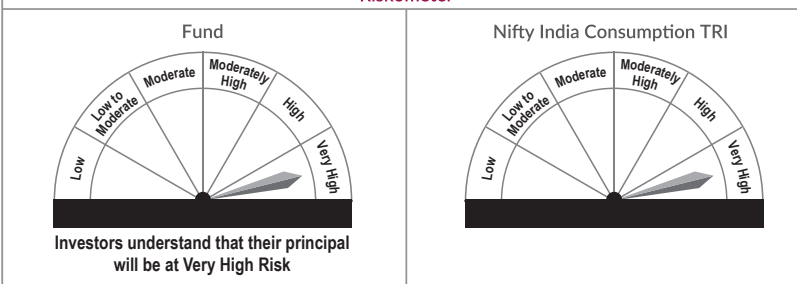 Riskometer
Fund
Low
Low to
Moderate
Moderate
Moderately
High
High
Very High
Investors understand that their principal
will be at Very High Risk
Nifty India Consumption TRI
Low
Low to
Moderate
Moderate
Moderately
High
High
Very High